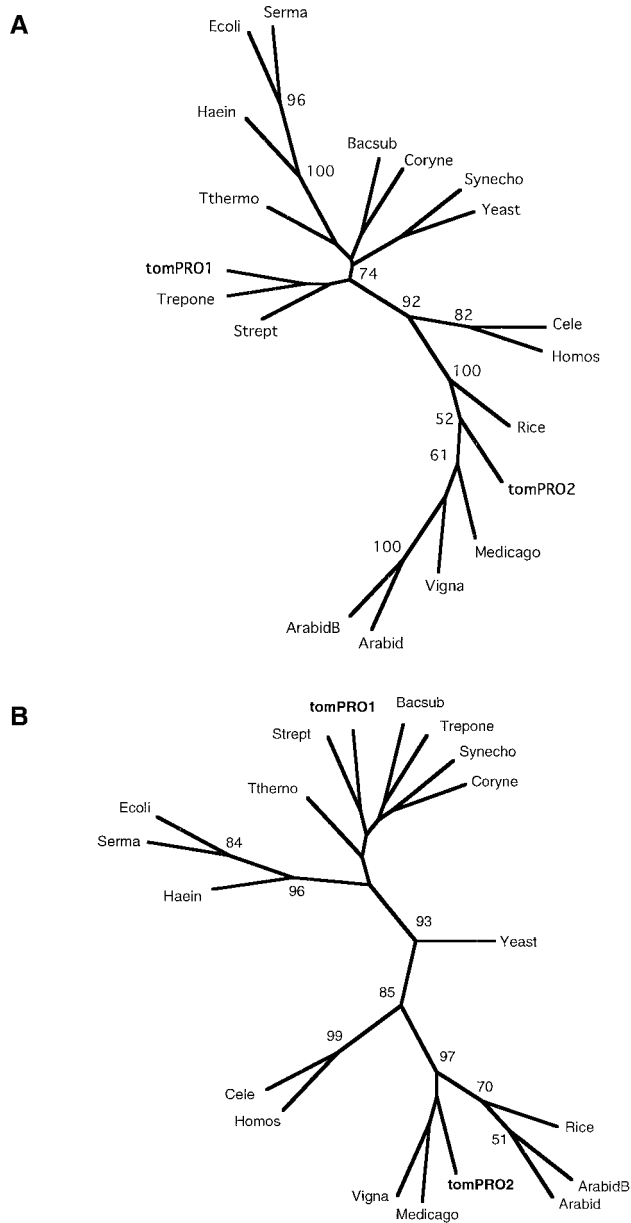 A
Serma
Ecoli
96
Haein
100
Bacsub
Coryne
Synecho
Tthermo
Yeast
tomPRO1
74
Trepone
Strept
92
82
Cele
Homos
100
52
Rice
61
tomPRO2
100
Medicago
Vigna
ArabidB
Arabid
B
tomPRO1
Bacsub
Strept
Trepone
Synecho
Ttherno
Coryne
Ecoli
Serma
84
Haein
96
93
Yeast
85
99
97
Cele
70
Homos
Rice
51
tomPRO2
ArabidB
Vigna
Arabid
Medicago